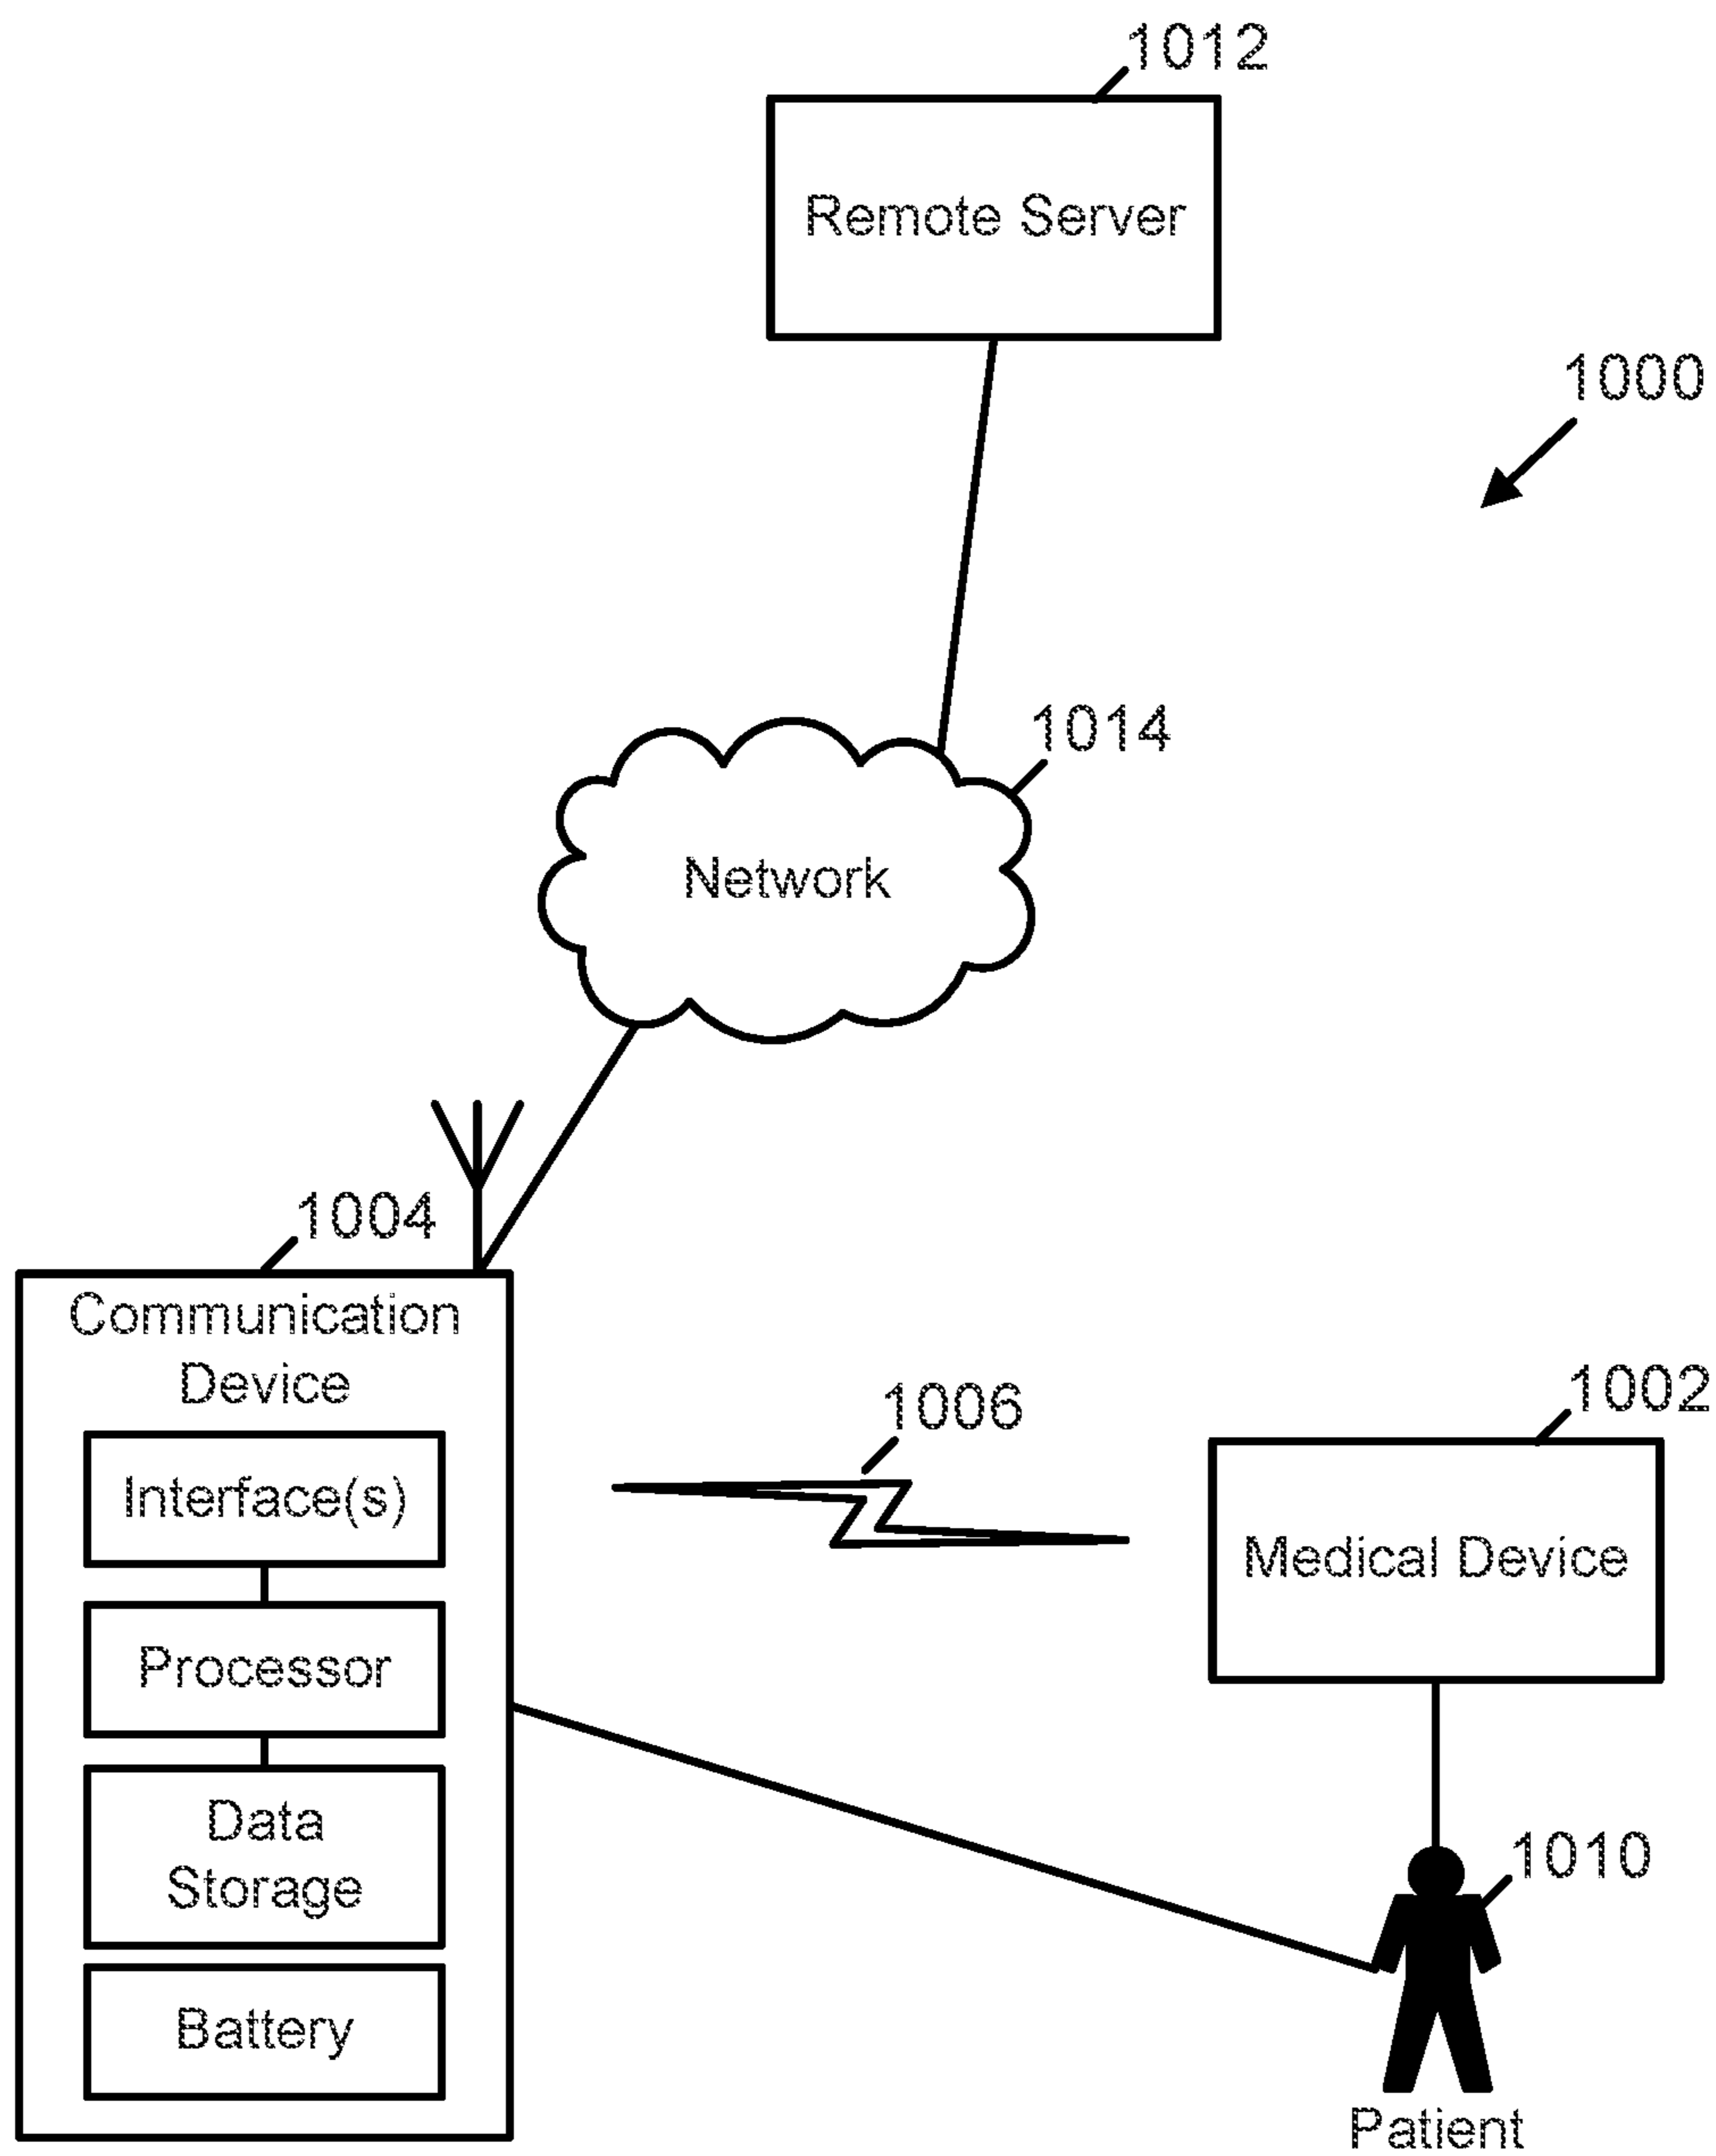 1012
Remote Server
1000
1014
Network
1004
Communication
Device
Interface(s)
Processor
Data
Storage
Battery
1006
1002
Medical Device
1010
Patient